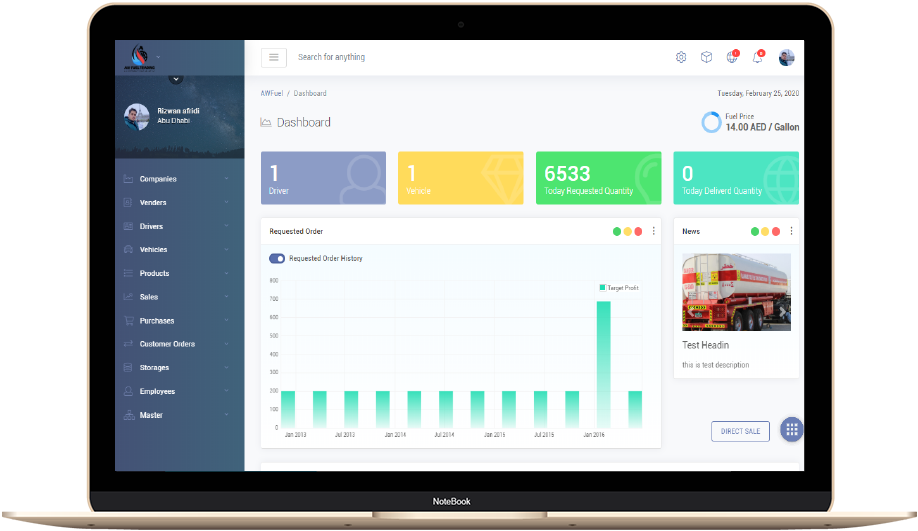 Search for anything
Rizwan afridi
Abu Dhabi
Companies
Venders
Drivers
Vehicles
Products
Sales
Purchases
Customer Orders
Storages
Employees
Master
AWFuel / Dashboard
Tuesday, February 25, 2020
Dashboard
Fuel Price
14.00 AED / Gallon
1
Driver
1
Vehicle
6533
Today Requested Quantity
0
Today Deliverd Quantity
Requested Order
Requested Order History
Target Profit
800
700
600
500
400
300
200
100
0
Jan 2013
Jul 2013
Jan 2014
Jul 2014
Jan 2015
Jul 2015
Jan 2016
News
Test Headin
this is test description
DIRECT SALE
NoteBook